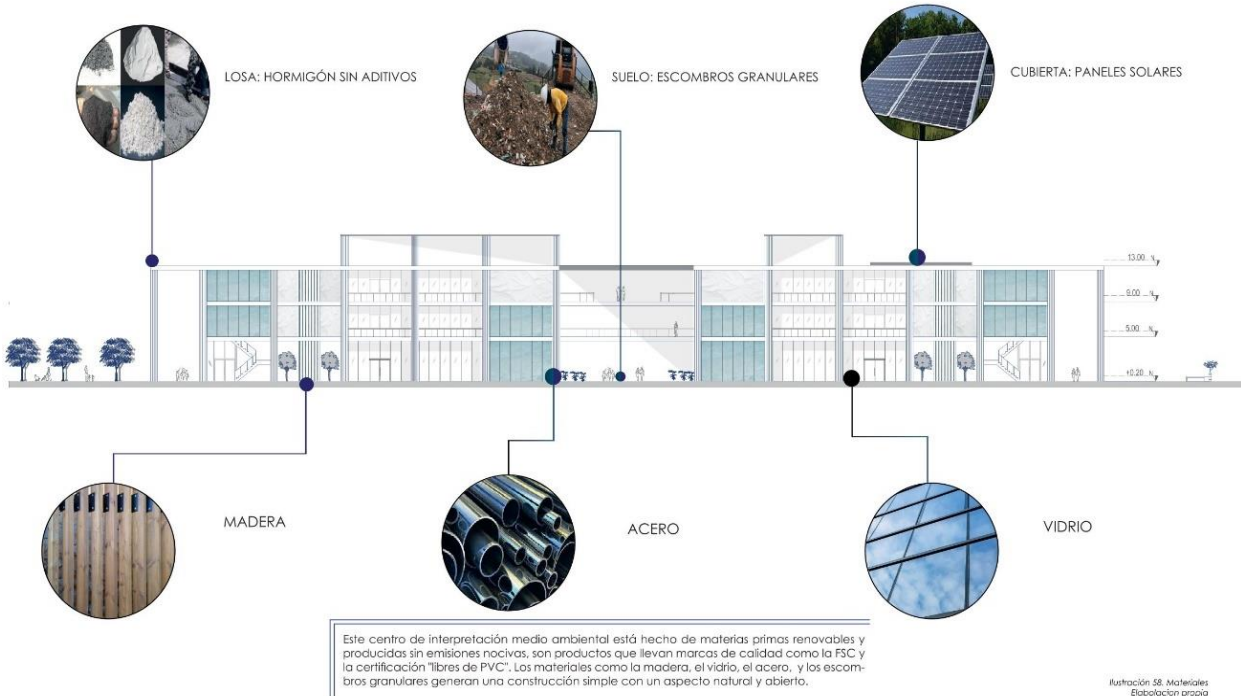 LOSA: HORMIGÓN SIN ADITIVOS
SUELO: ESCOMBROS GRANULARES
CUBIERTA: PANELES SOLARES
13.00
9.00
5.00
+0.20
MADERA
ACERO
VIDRIO
Este centro de interpretación medio ambiental está hecho de materias primas renovables y
producidas sin emisiones nocivas, son productos que llevan marcas de calidad como la FSC y
la certificación "libres de PVC". Los materiales como la madera, el vidrio, el acero, y los escom-
bros granulares generan una construcción simple con un aspecto natural y abierto.
Ilustración 58. Materiales
Elaboracion propia